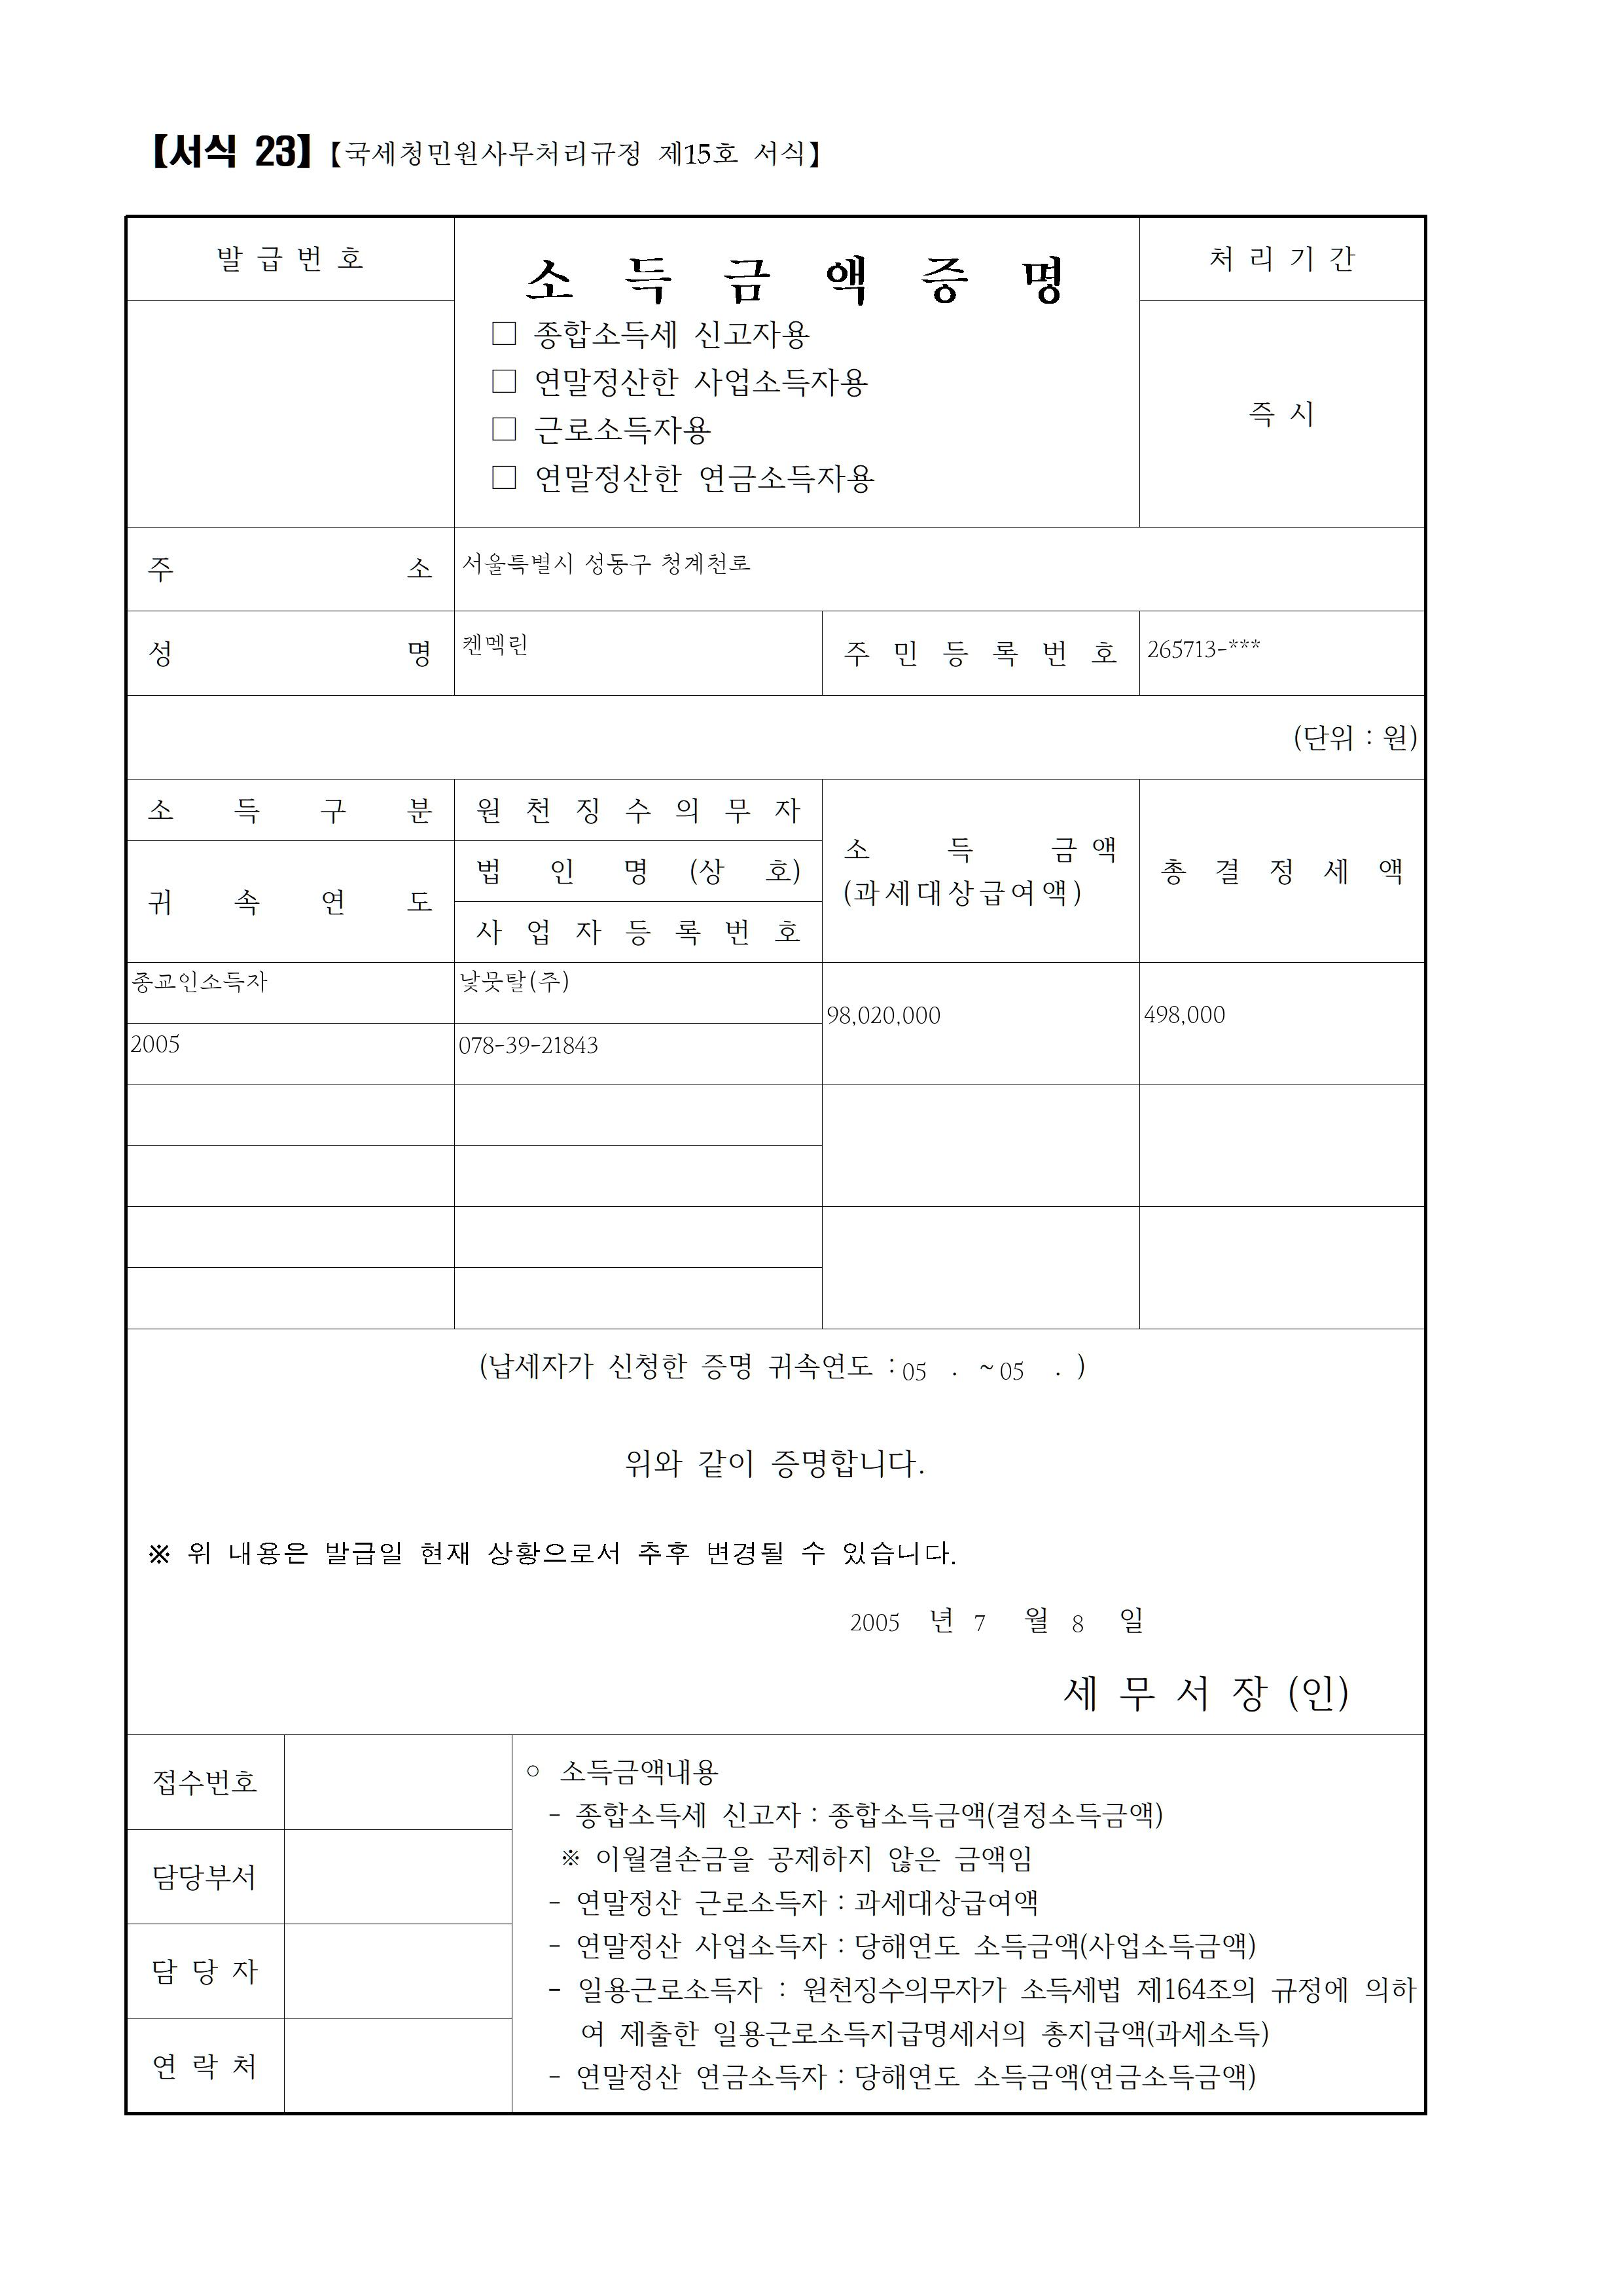 【서식 23】【국세청민원사무처리규정 제15호 서식】
발 급 번 호
소 득 금 액 증 명
처 리 기 간
□ 종합소득세 신고자용
□ 연말정산한 사업소득자용
□ 근로소득자용
□ 연말정산한 연금소득자용
즉 시
주 소
서울특별시 성동구 청계천로
성 명
켄멕린
주 민 등 록 번 호
265713-***
(단위 : 원)
소 득 구 분
원 천 징 수 의 무 자
소 득 금 액
(과세대상급여액)
총 결 정 세 액
귀 속 연 도
법 인 명 (상 호)
사 업 자 등 록 번 호
종교인소득자
낯뭇탈(주)
98,020,000
498,000
2005
078-39-21843
(납세자가 신청한 증명 귀속연도 : 05 . ~ 05 . )
위와 같이 증명합니다.
※ 위 내용은 발급일 현재 상황으로서 추후 변경될 수 있습니다.
2005 년 7 월 8 일
세 무 서 장 (인)
접수번호
담당부서
담 당 자
연 락 처
○ 소득금액내용
- 종합소득세 신고자 : 종합소득금액(결정소득금액)
※ 이월결손금을 공제하지 않은 금액임
- 연말정산 근로소득자 : 과세대상급여액
- 연말정산 사업소득자 : 당해연도 소득금액(사업소득금액)
- 일용근로소득자 : 원천징수의무자가 소득세법 제164조의 규정에 의하
여 제출한 일용근로소득지급명세서의 총지급액(과세소득)
- 연말정산 연금소득자 : 당해연도 소득금액(연금소득금액)